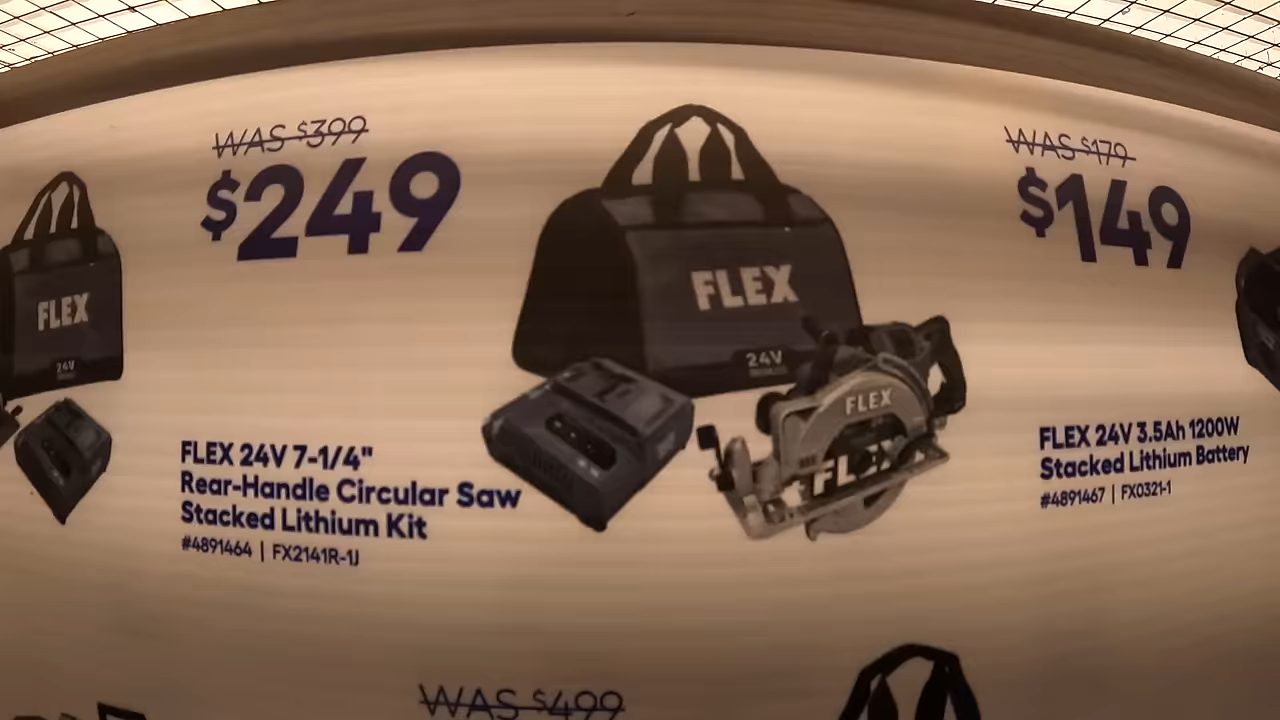 WAS $399
$249
FLEX 24V 7-1/4"
Rear-Handle Circular Saw
Stacked Lithium Kit
#4891464 | FX2141R-1J
FLEX
24V
FLEX
24V
FLEX
FLEX
WAS $179
$149
FLEX 24V 3.5Ah 1200W
Stacked Lithium Battery
#4891467 | FX0321-1
WAS $499